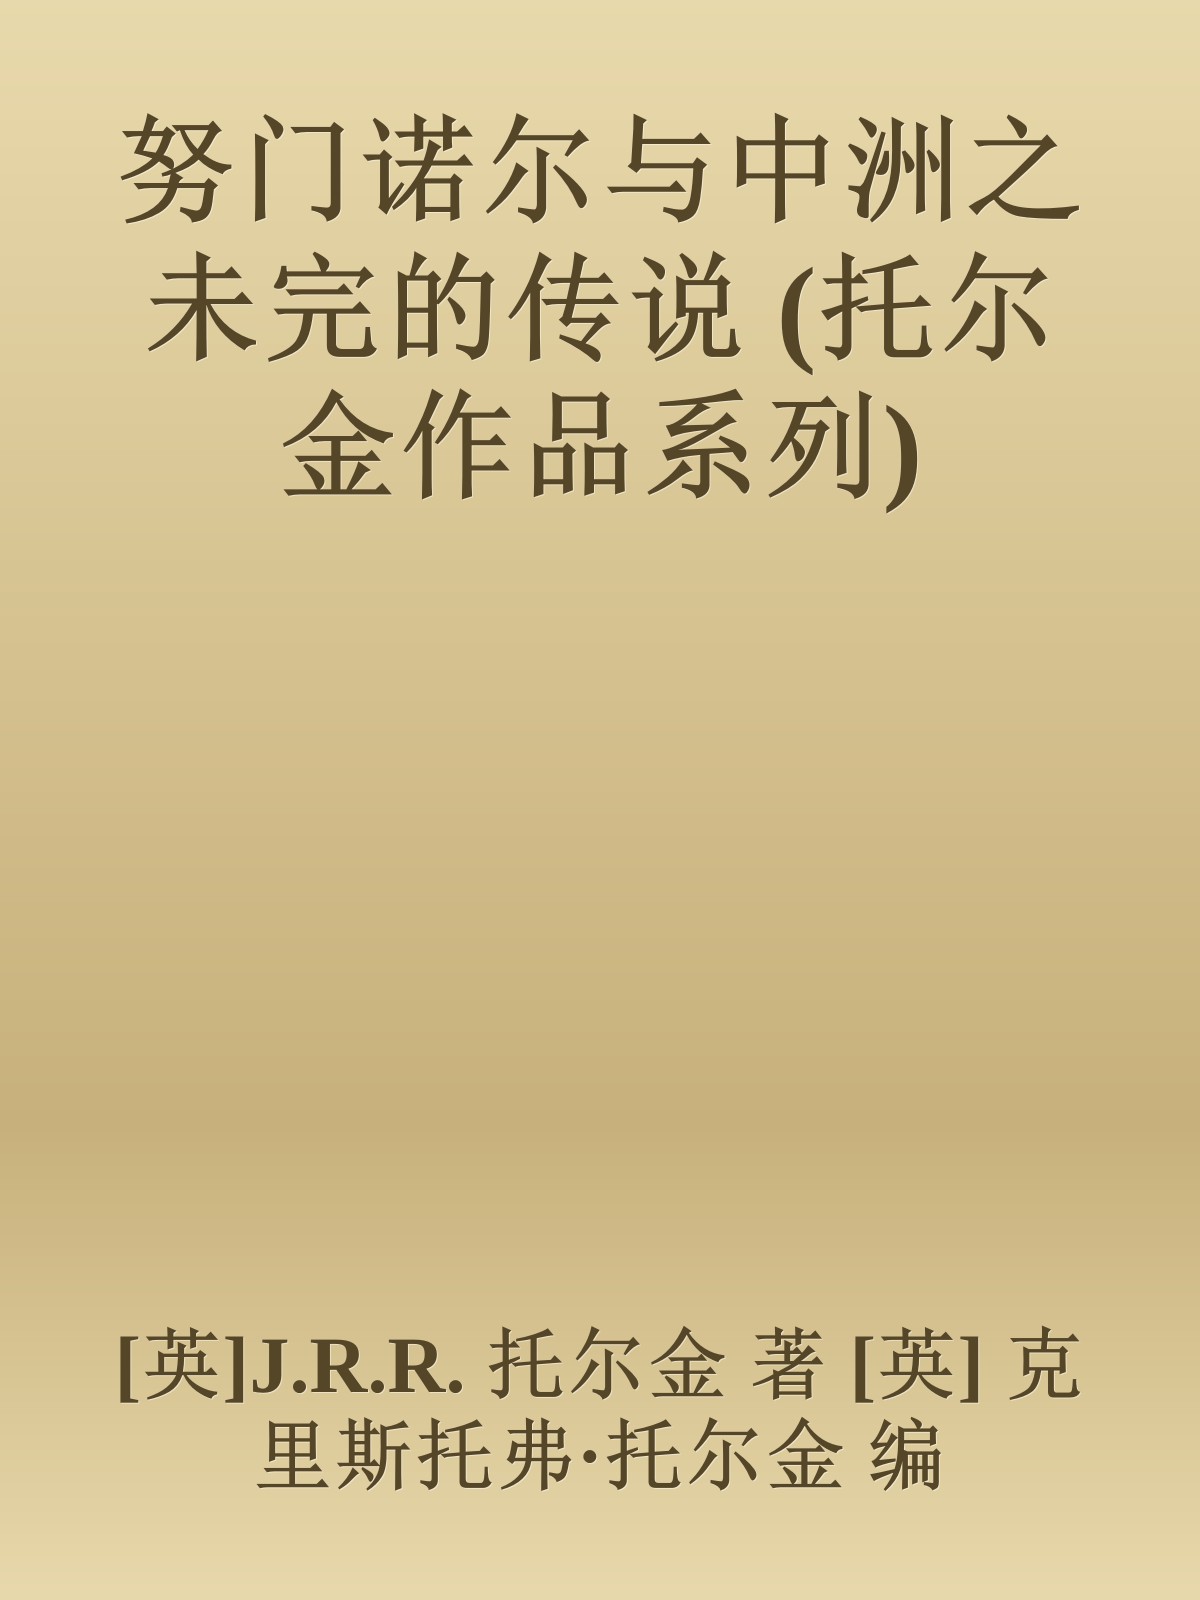 努门诺尔与中洲之
未完的传说 (托尔
金作品系列)
[英]J.R.R. 托尔金 著 [英] 克
里斯托弗·托尔金 编